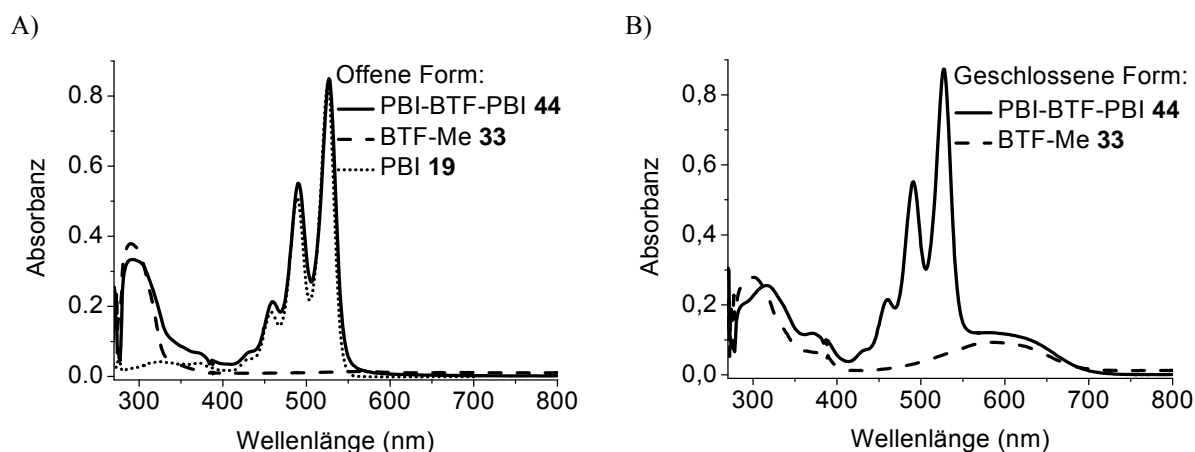 A)
Absorbanz
0.8
0.6
0.4
0.2
0.0
Offene Form:
PBI-BTF-PBI 44
BTF-Me 33
PBI 19
300 400 500 600 700 800
Wellenlänge (nm)
B)
Absorbanz
0,8
0,6
0,4
0,2
0,0
Geschlossene Form:
PBI-BTF-PBI 44
BTF-Me 33
300 400 500 600 700 800
Wellenlänge (nm)